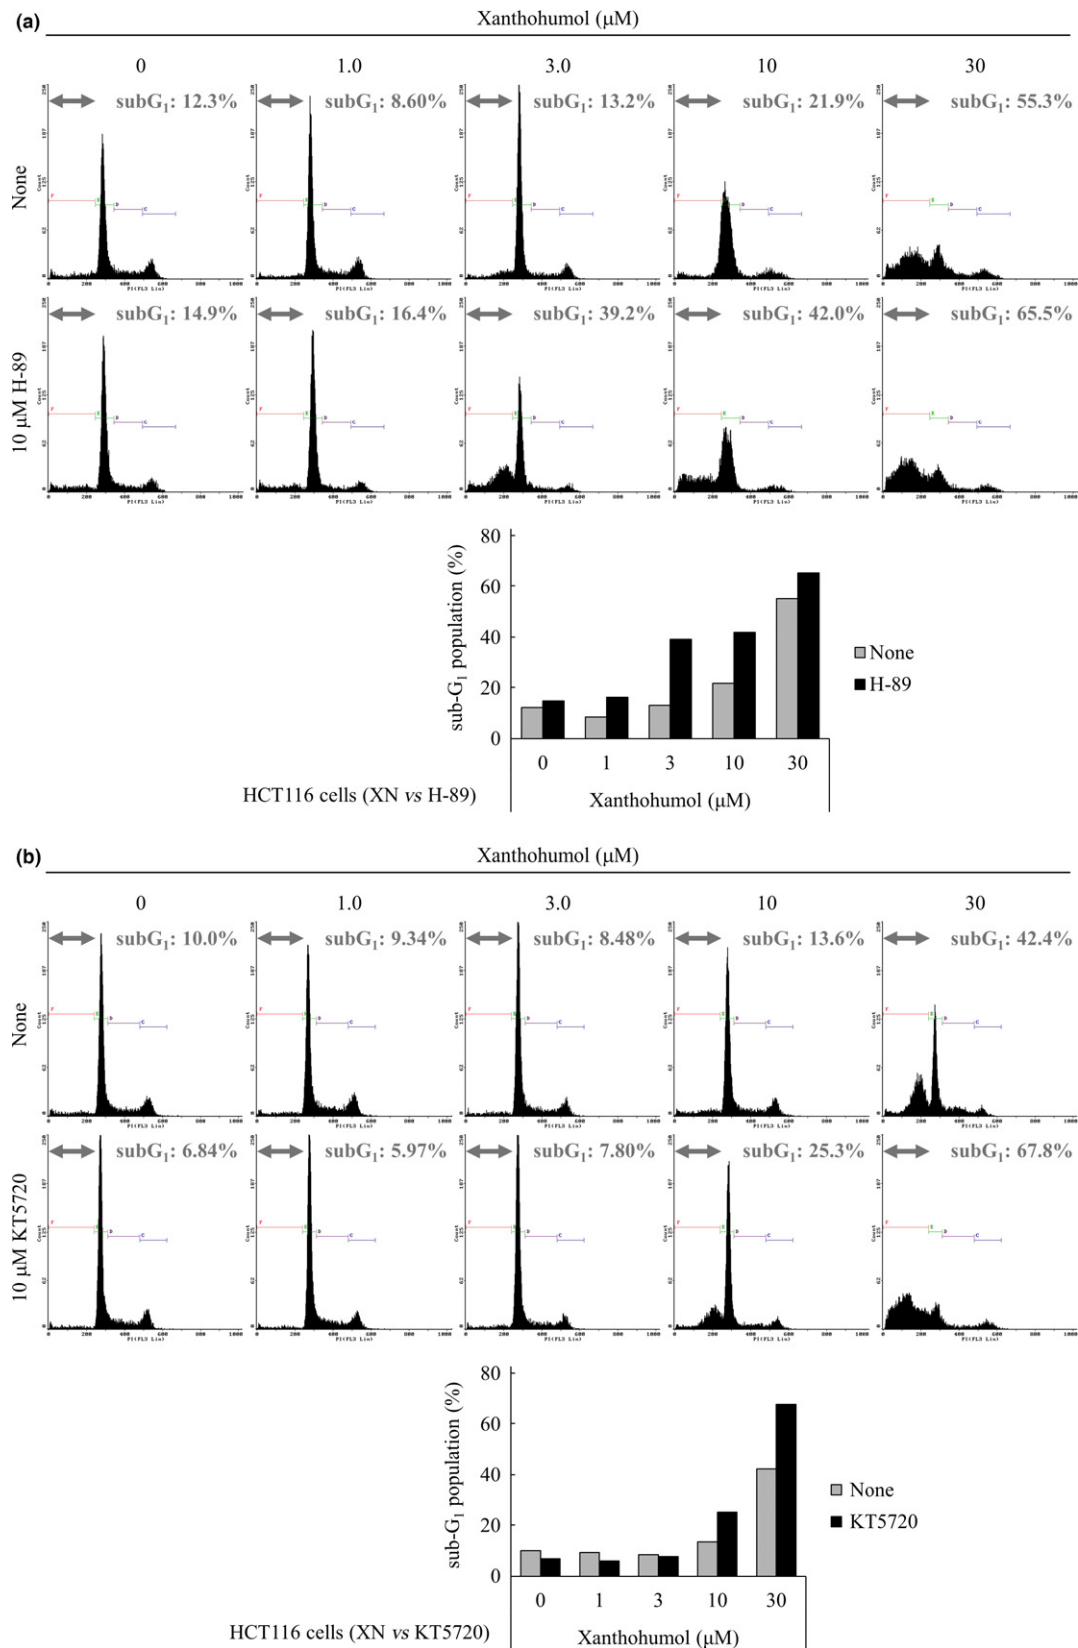 (a)
Xanthohumol (μM)
0 1.0 3.0 10 30
None
subG1: 12.3% subG1: 8.60% subG1: 13.2% subG1: 21.9% subG1: 55.3%
10 μM H-89
subG1: 14.9% subG1: 16.4% subG1: 39.2% subG1: 42.0% subG1: 65.5%
sub-G1 population (%)
80
60
40
20
0
None
H-89
0 1 3 10 30
HCT116 cells (XN vs H-89)
Xanthohumol (μM)
(b)
Xanthohumol (μM)
0 1.0 3.0 10 30
None
subG1: 10.0% subG1: 9.34% subG1: 8.48% subG1: 13.6% subG1: 42.4%
10 μM KT5720
subG1: 6.84% subG1: 5.97% subG1: 7.80% subG1: 25.3% subG1: 67.8%
sub-G1 population (%)
80
60
40
20
0
None
KT5720
0 1 3 10 30
HCT116 cells (XN vs KT5720)
Xanthohumol (μM)